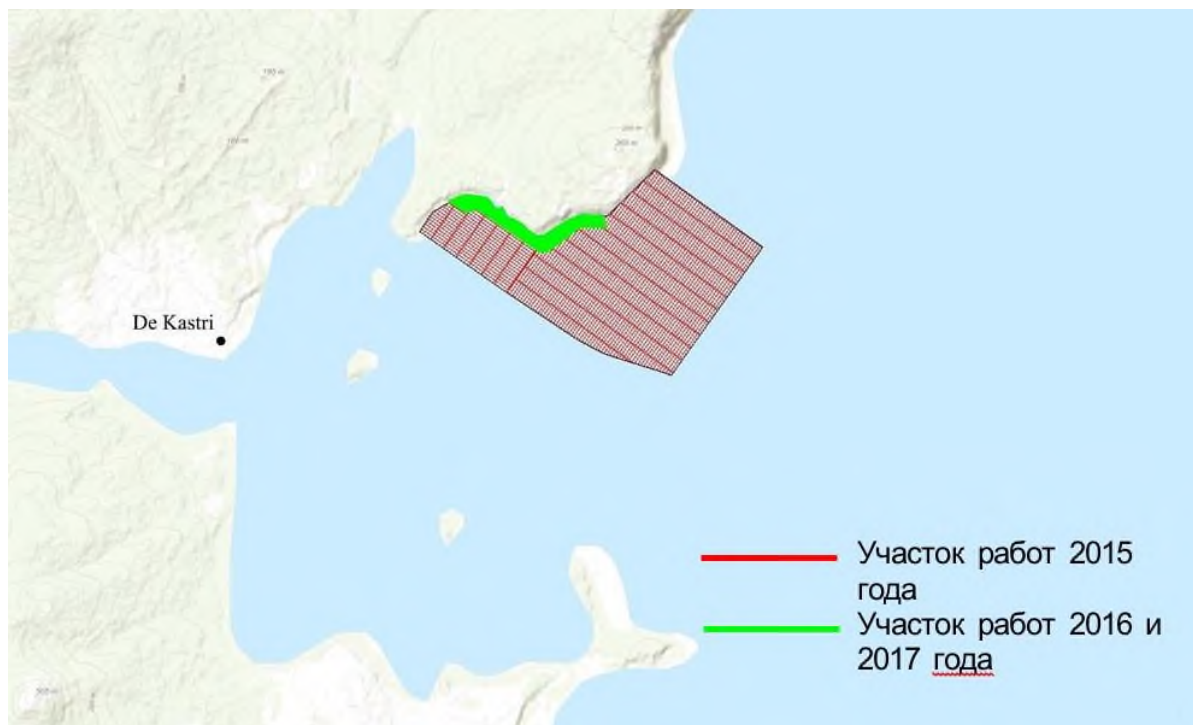 De Kastri
Участок работ 2015
года
Участок работ 2016 и
2017 года